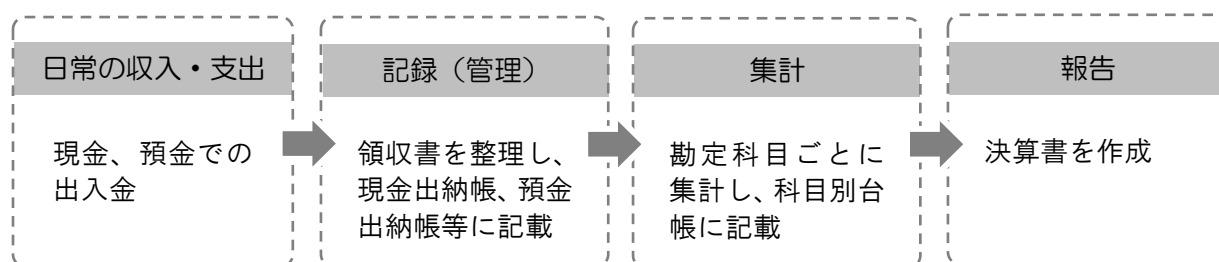 日常の収入・支出
現金、預金での
出入金
記録（管理）
領収書を整理し、
現金出納帳、預金
出納帳等に記載
集計
勘定科目ごとに
集計し、科目別台
帳に記載
報告
決算書を作成